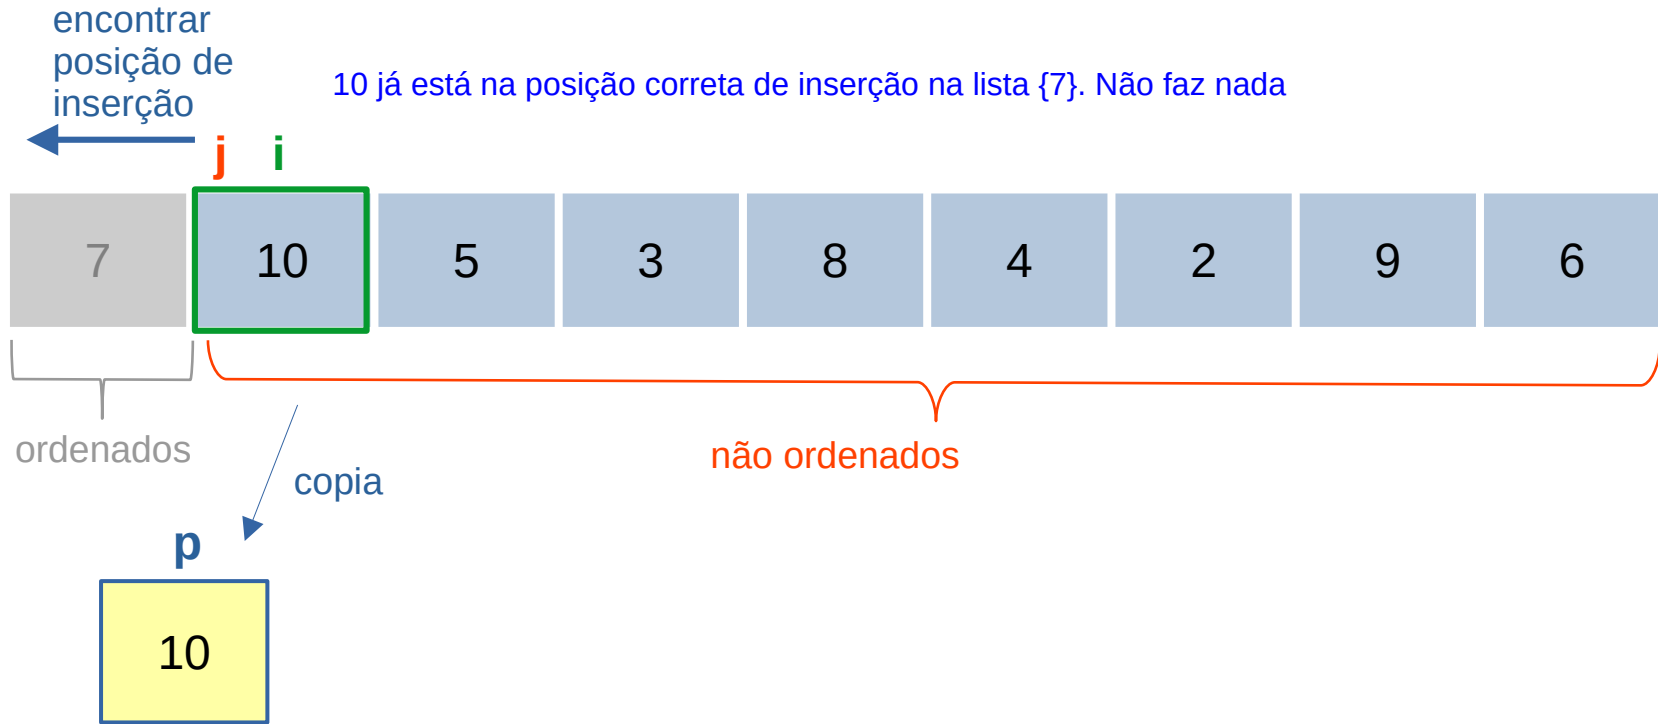 encontrar
posição de
inserção
10 já está na posição correta de inserção na lista {7}. Não faz nada
j i
7 10 5 3 8 4 2 9 6
ordenados
não ordenados
copia
p
10